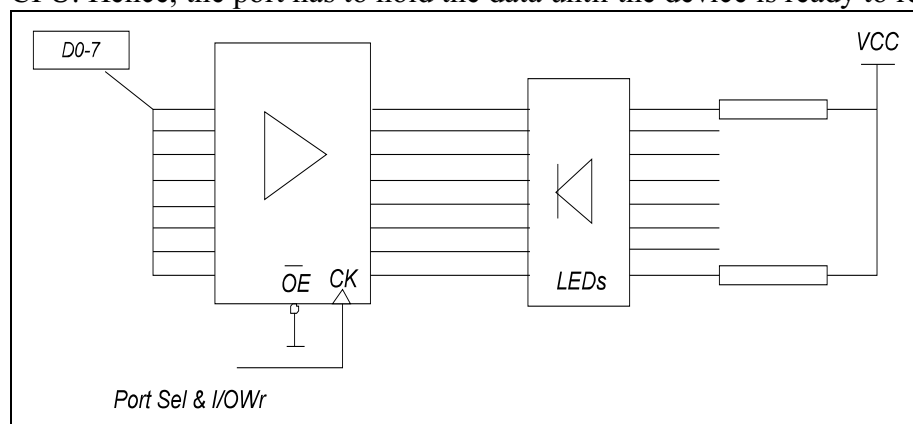 CPU. Hence, the port has to hold the data until the device is ready to
D0-7
VCC
OE CK
LEDs
Port Sel & I/OWr